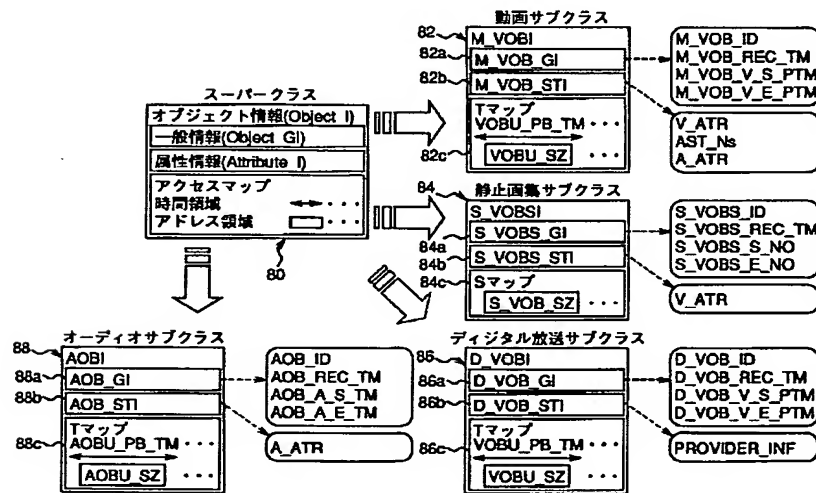 スーパークラス
オブジェクト情報(Object I)
一般情報(Object GI)
属性情報(Attribute I)
アクセスマップ
時間領域 ・・・
アドレス領域 ・・・
80
動画サブクラス
82
M_VOBI
82a
M_VOB_GI
82b
M_VOB_STI
Tマップ
VOBU_PB_TM ・・・
82c
VOBU_SZ ・・・
M_VOB_ID
M_VOB_REC_TM
M_VOB_V_S_PTM
M_VOB_V_E_PTM
V_ATR
AST_Ns
A_ATR
静止画集サブクラス
84
S_VOBSI
84a
S_VOBS_GI
84b
S_VOBS_STI
84c
Sマップ
S_VOB_SZ ・・・
S_VOBS_ID
S_VOBS_REC_TM
S_VOBS_S_NO
S_VOBS_E_NO
V_ATR
オーディオサブクラス
88
AOBI
88a
AOB_GI
88b
AOB_STI
88c
Tマップ
AOBU_PB_TM ・・・
AOBU_SZ ・・・
AOB_ID
AOB_REC_TM
AOB_A_S_TM
AOB_A_E_TM
A_ATR
ディジタル放送サブクラス
86
D_VOBI
86a
D_VOB_GI
86b
D_VOB_STI
86c
Tマップ
VOBU_PB_TM ・・・
VOBU_SZ ・・・
D_VOB_ID
D_VOB_REC_TM
D_VOB_V_S_PTM
D_VOB_V_E_PTM
PROVIDER_INF